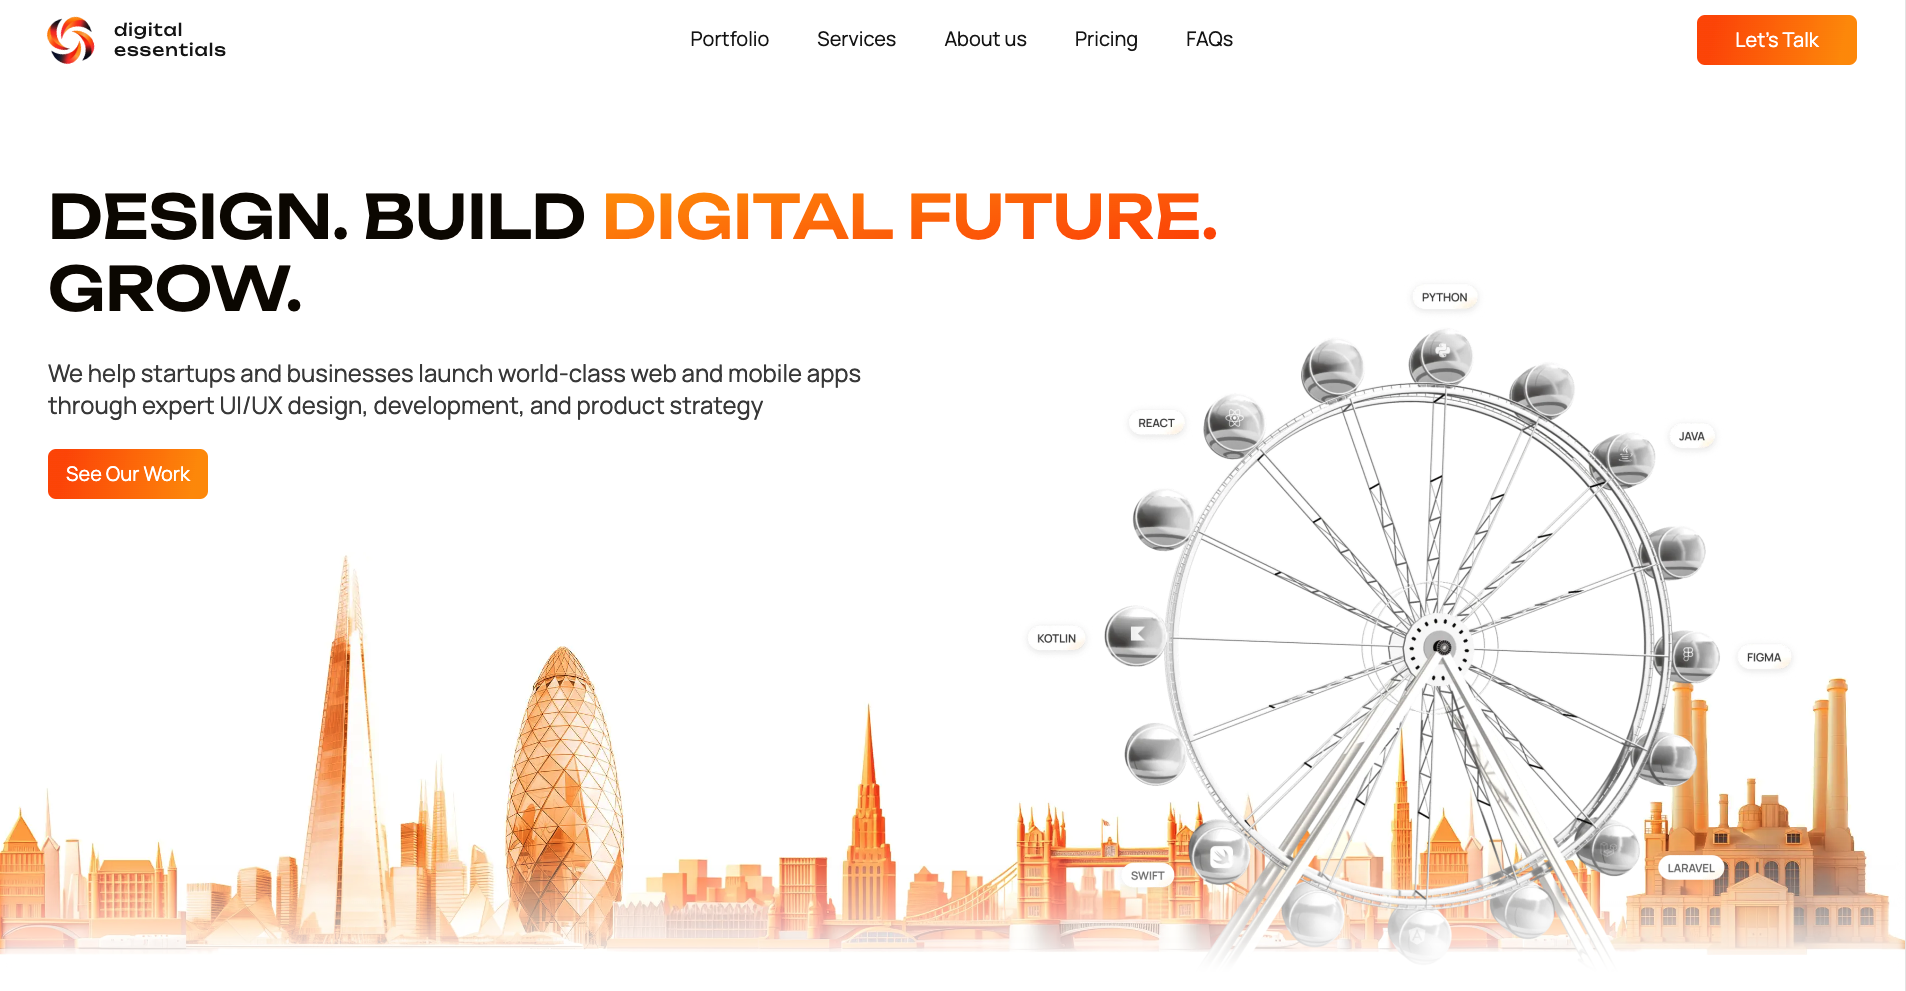 digital
essentials
Portfolio
Services
About us
Pricing
FAQs
Let's Talk
DESIGN. BUILD DIGITAL FUTURE.
GROW.
We help startups and businesses launch world-class web and mobile apps
through expert UI/UX design, development, and product strategy
See Our Work
PYTHON
REACT
JAVA
KOTLIN
FIGMA
SWIFT
LARAVEL